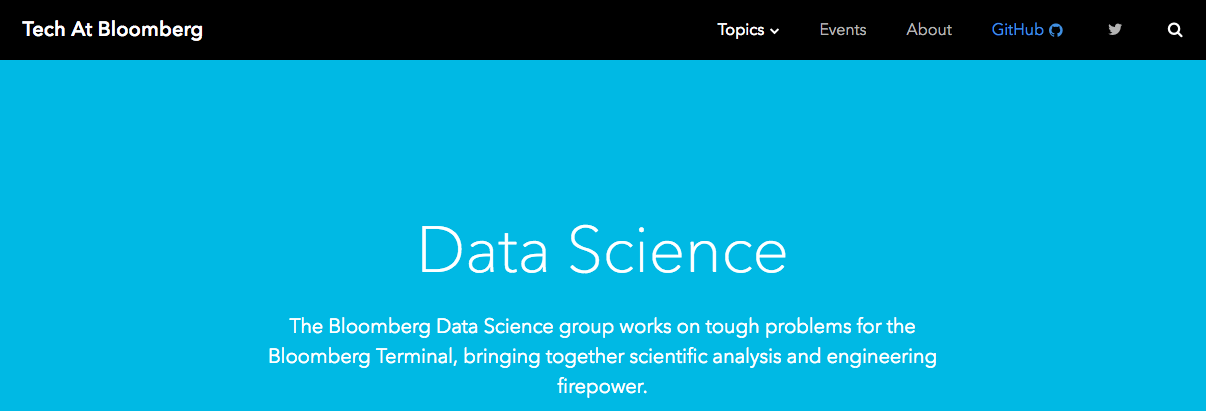 Tech At Bloomberg Topics Events About GitHub
Data Science
The Bloomberg Data Science group works on tough problems for the
Bloomberg Terminal, bringing together scientific analysis and engineering
firepower.